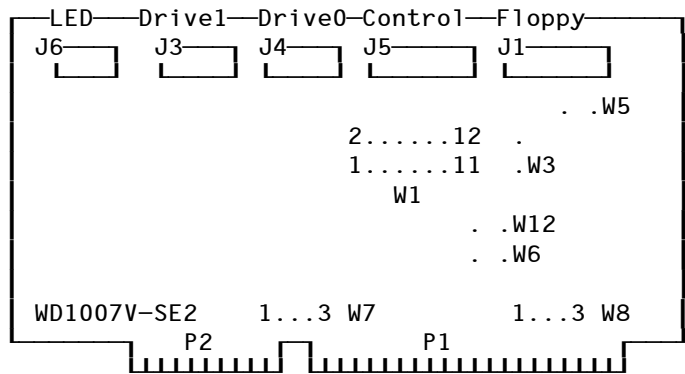 LED Drive1 Drive0 Control Floppy
J6 J3 J4 J5 J1
. .W5
2......12 .
1......11 .W3
W1
. .W12
. .W6
WD1007V-SE2 1...3 W7 1...3 W8
P2 P1